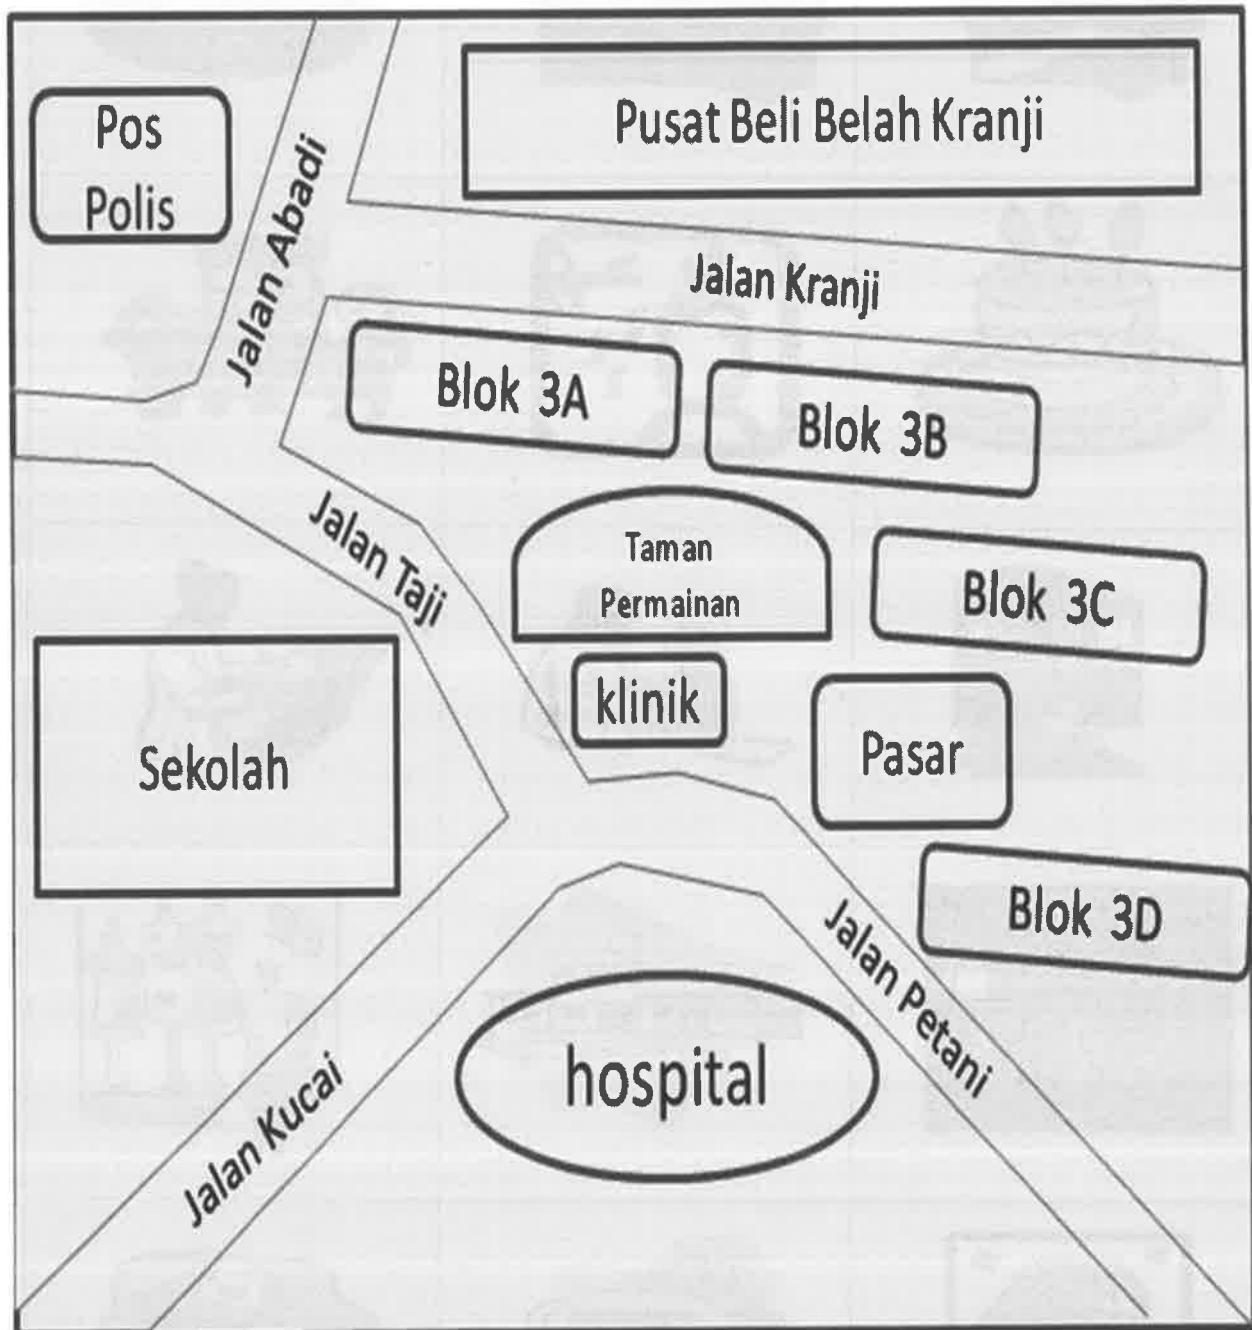 Pos
Polis
Jalan Abadi
Pusat Beli Belah Kranji
Jalan Kranji
Blok 3A
Blok 3B
Jalan Taji
Taman
Permainan
Blok 3C
klinik
Pasar
Sekolah
Blok 3D
Jalan Petani
hospital
Jalan Kucai